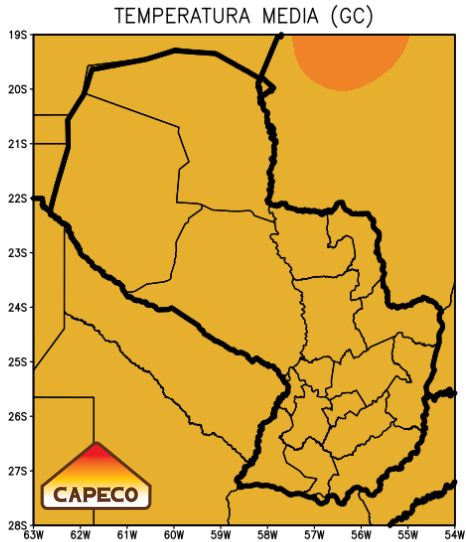 TEMPERATURA MEDIA (GC)
19S
20S
21S
22S
23S
24S
25S
26S
27S
28S
CAPECO
63W 62W 61W 60W 59W 58W 57W 56W 55W 54W